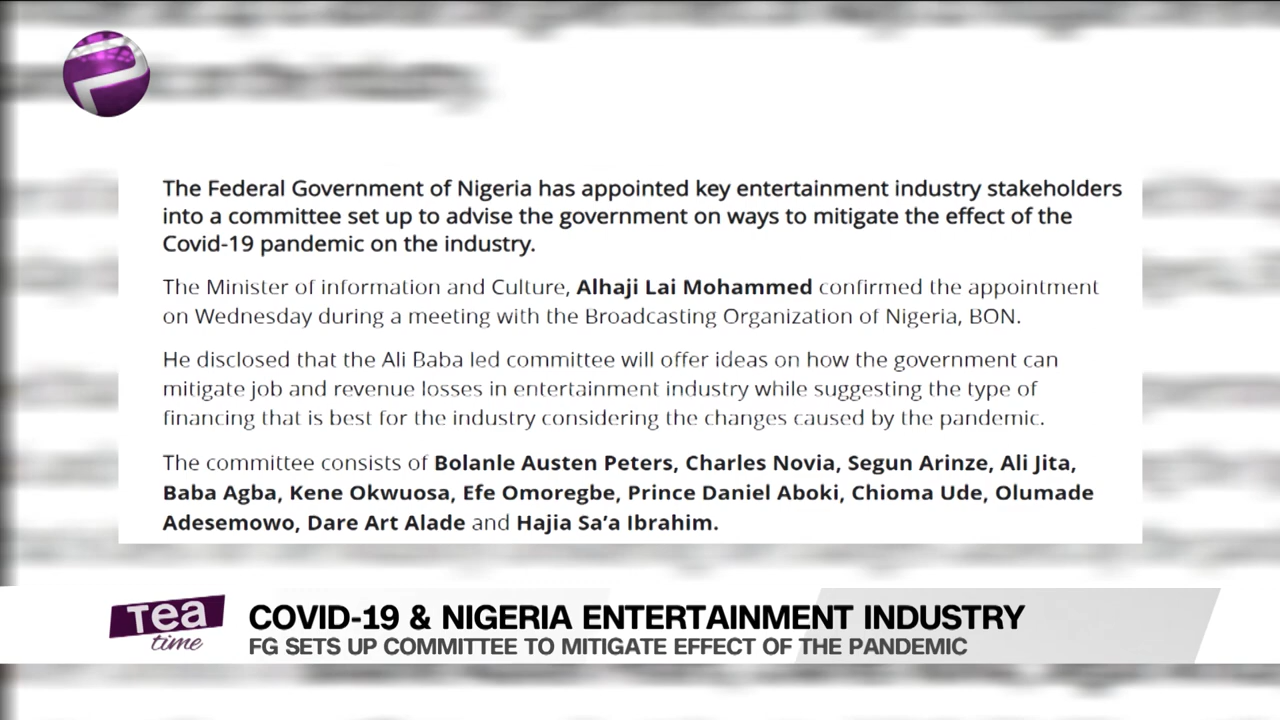 The Federal Government of Nigeria has appointed key entertainment industry stakeholders
into a committee set up to advise the government on ways to mitigate the effect of the
Covid-19 pandemic on the industry.
The Minister of information and Culture, Alhaji Lai Mohammed confirmed the appointment
on Wednesday during a meeting with the Broadcasting Organization of Nigeria, BON.
He disclosed that the Ali Baba led committee will offer ideas on how the government can
mitigate job and revenue losses in entertainment industry while suggesting the type of
financing that is best for the industry considering the changes caused by the pandemic.
The committee consists of Bolanle Austen Peters, Charles Novia, Segun Arinze, Ali Jita,
Baba Agba, Kene Okwuosa, Efe Omoregbe, Prince Daniel Aboki, Chioma Ude, Olumade
Adesemowo, Dare Art Alade and Hajia Sa’a Ibrahim.
Tea
time
COVID-19 & NIGERIA ENTERTAINMENT INDUSTRY
FG SETS UP COMMITTEE TO MITIGATE EFFECT OF THE PANDEMIC